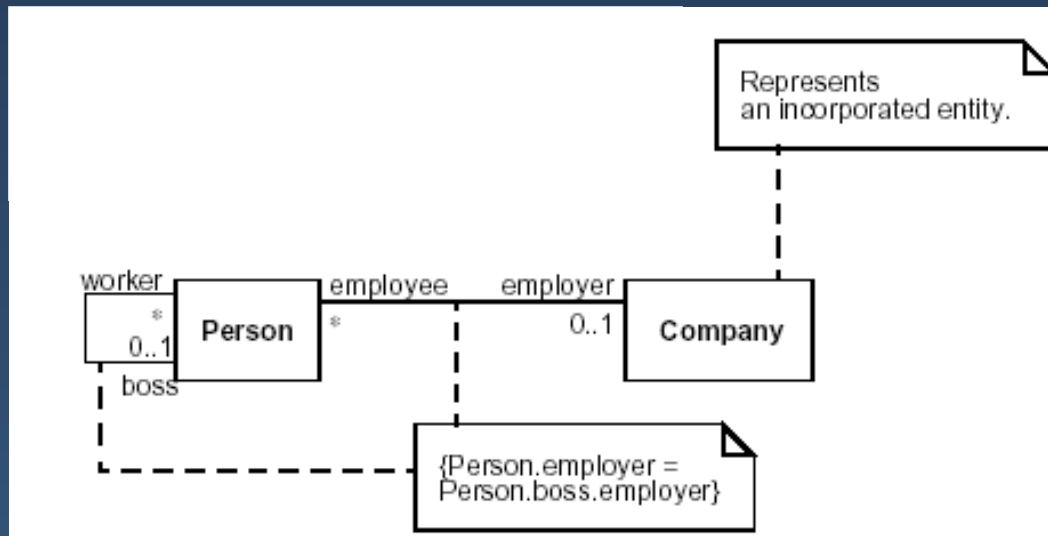 Represents
an incorporated entity.
worker
employee
employer
*
*
0..1
Person
0..1
Company
boss
{Person.employer =
Person.boss.employer}